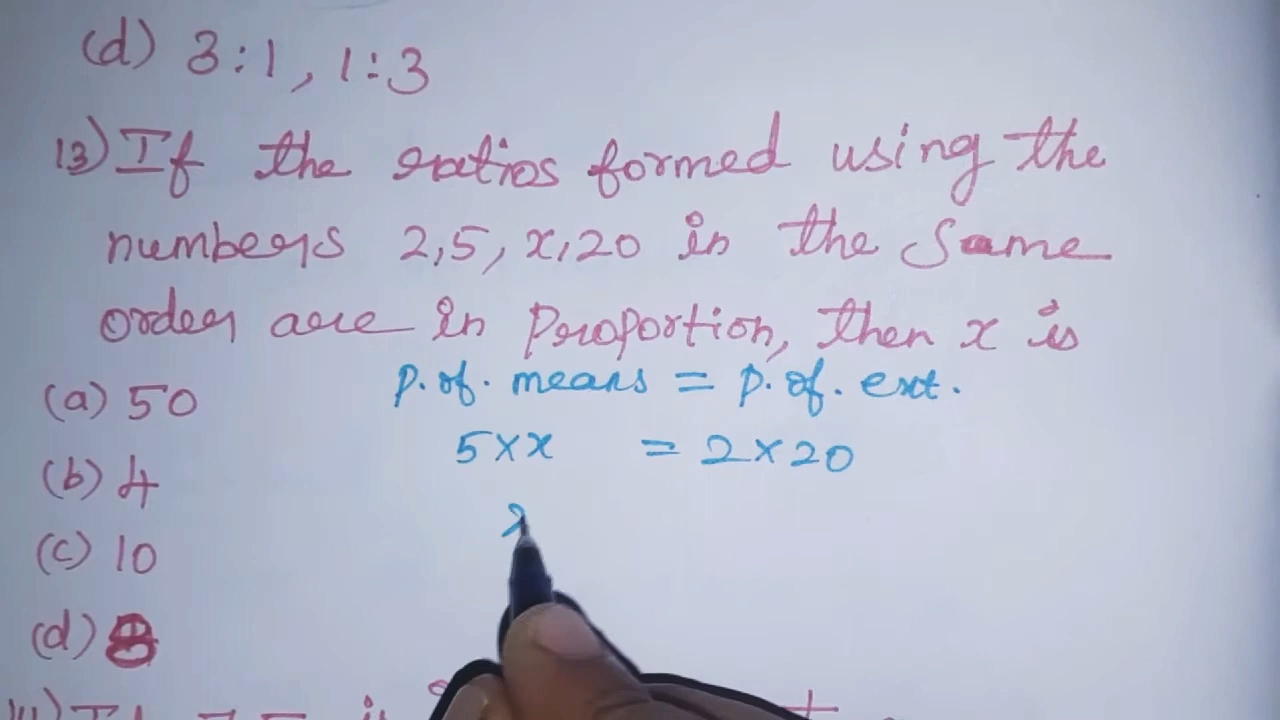 (d) 3:1, 1:3
13) If the ratios formed using the
numbers 2,5, x, 20 in the same
order are in Proportion, then x is
P. of. means = P. of. ext.
(a) 50
5 × x = 2 × 20
(b) 4
(c) 10
(d) 8